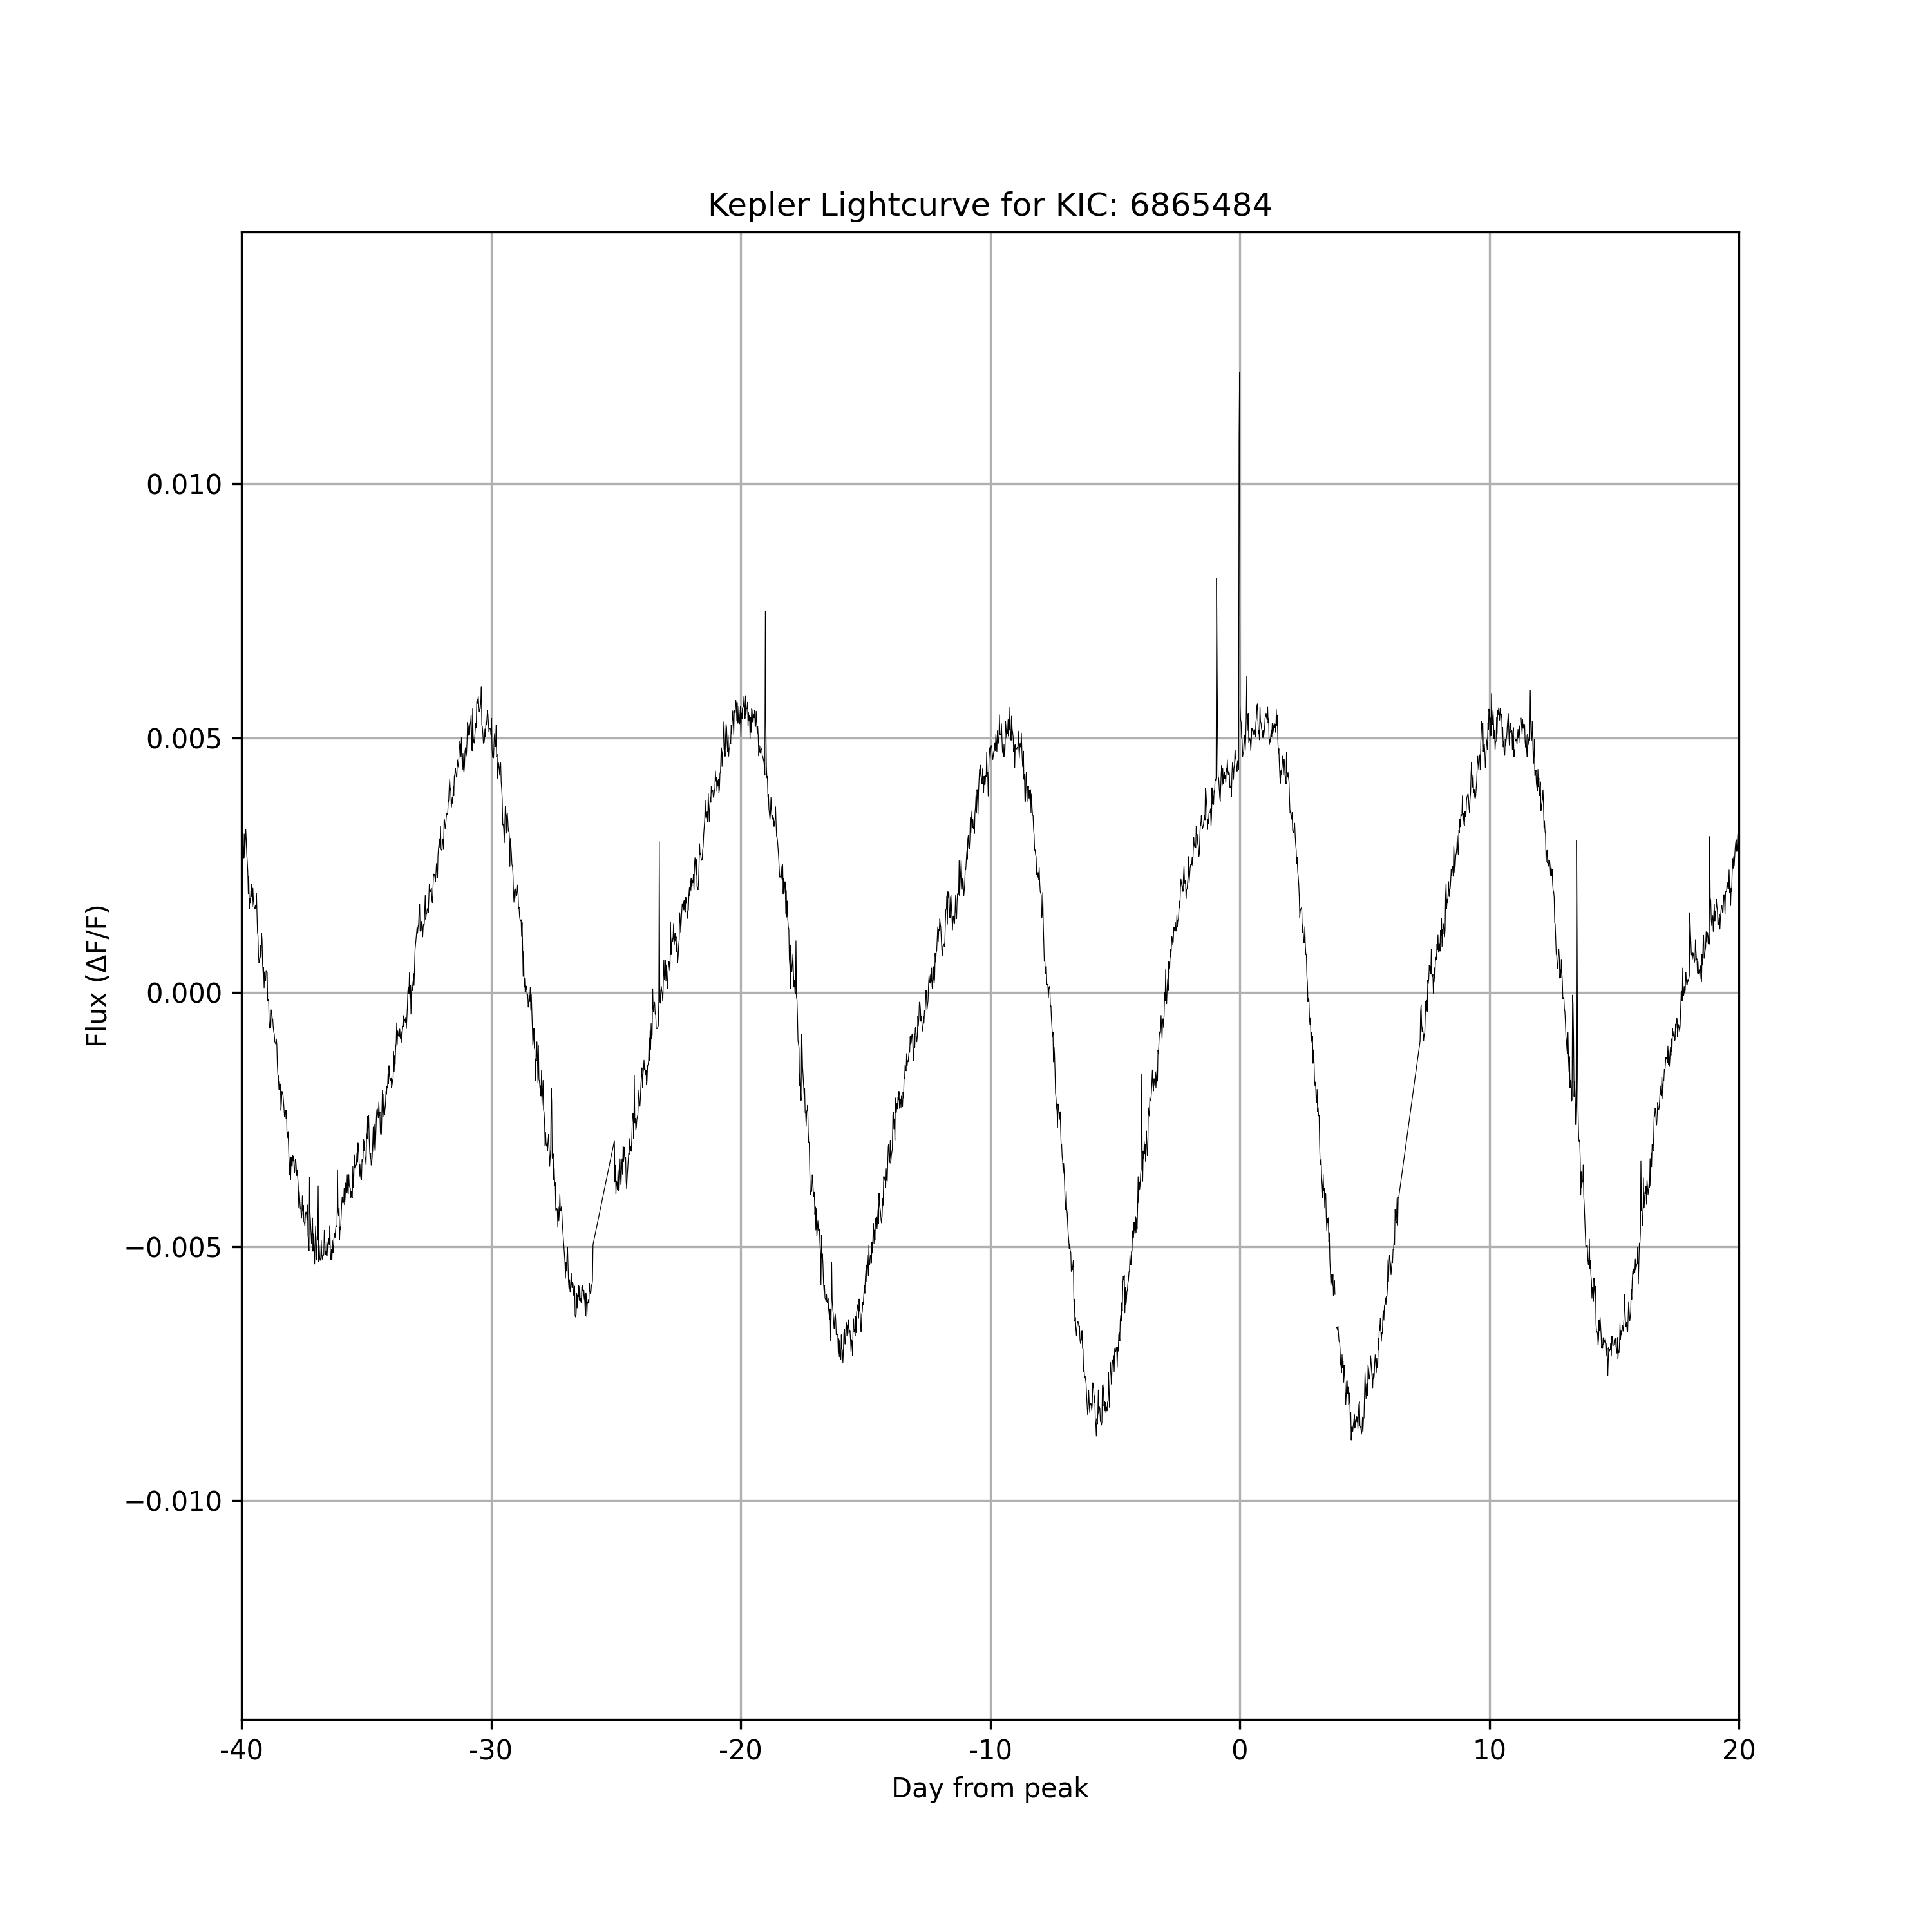 Kepler Lightcurve for KIC: 6865484
Flux (ΔF/F)
0.010
0.005
0.000
−0.005
−0.010
-40 -30 -20 -10 0 10 20
Day from peak